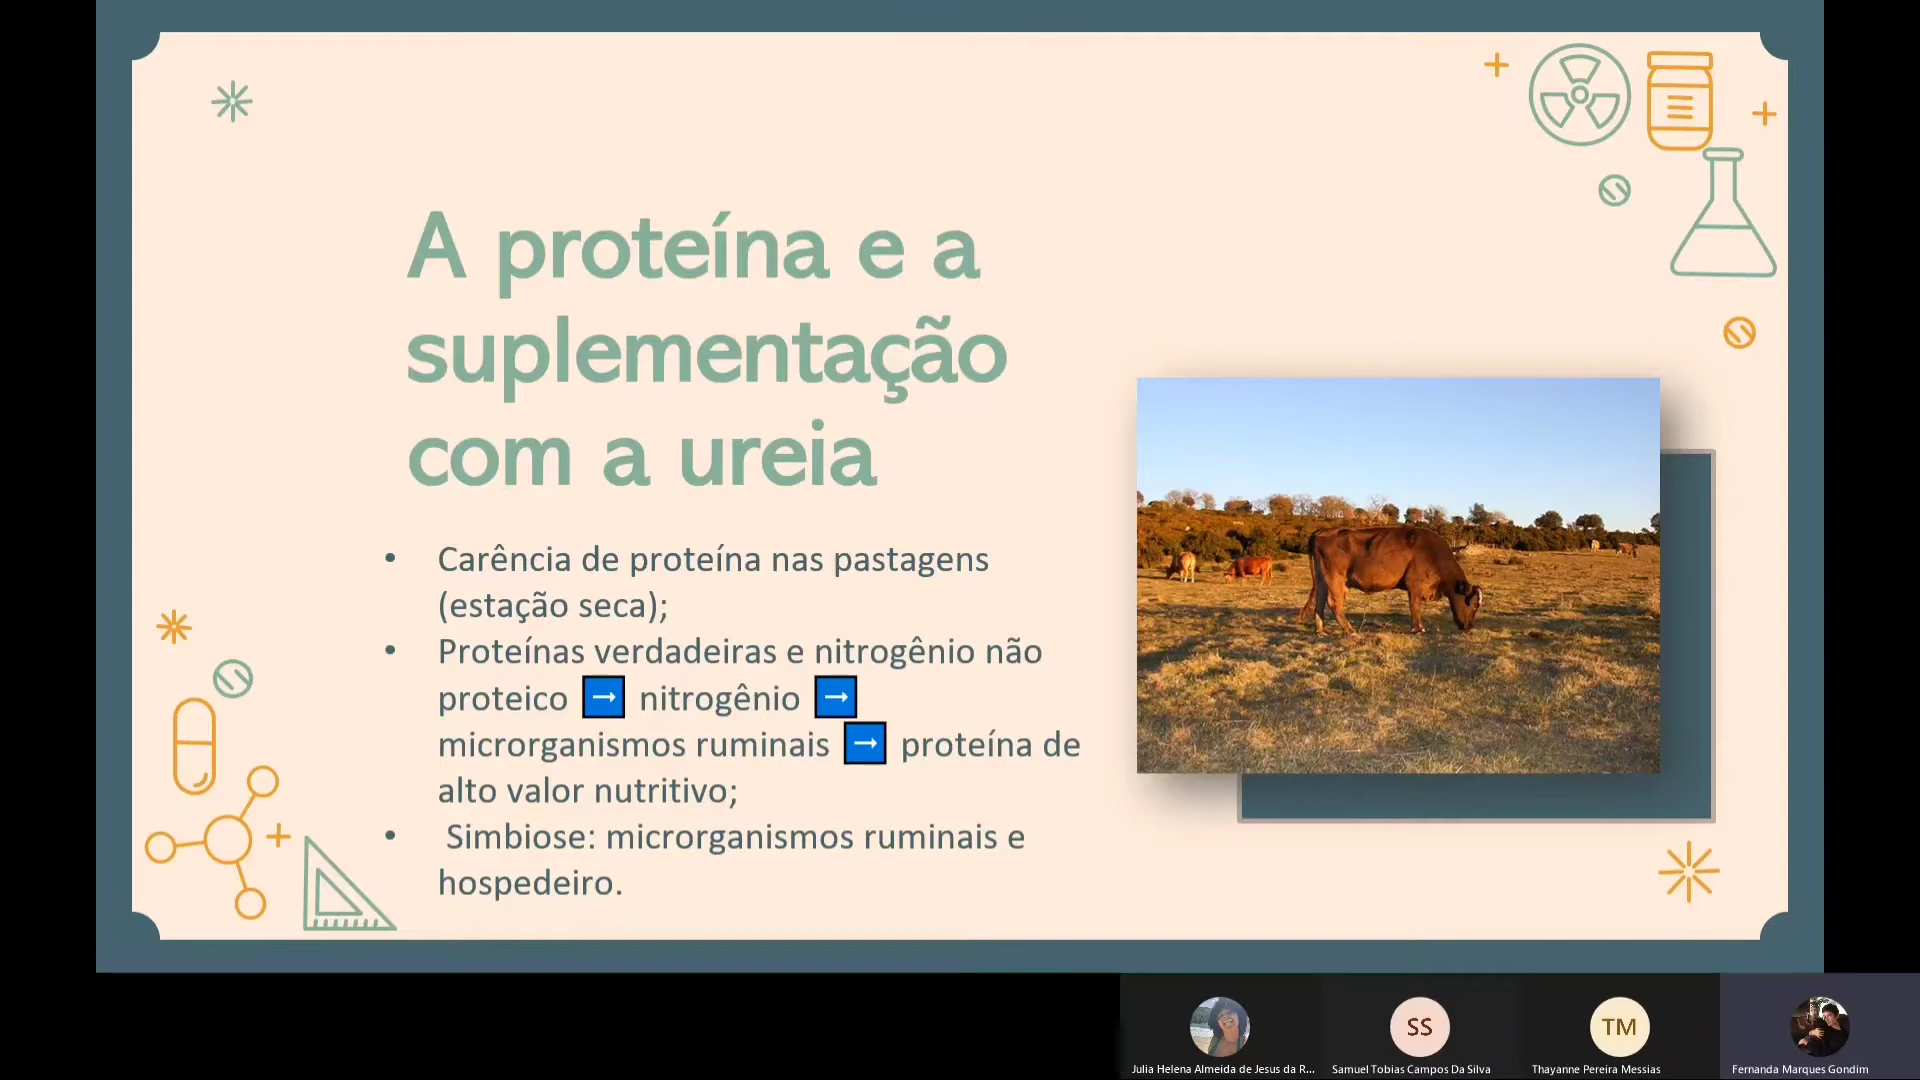 A proteína e a
suplementação
com a ureia
• Carência de proteína nas pastagens
(estação seca);
• Proteínas verdadeiras e nitrogênio não
proteico ➡ nitrogênio ➡
microrganismos ruminais ➡ proteína de
alto valor nutritivo;
• Simbiose: microrganismos ruminais e
hospedeiro.
SS
TM
Julia Helena Almeida de Jesus da R...
Samuel Tobias Campos Da Silva
Thayanne Pereira Messias
Fernanda Marques Gondim